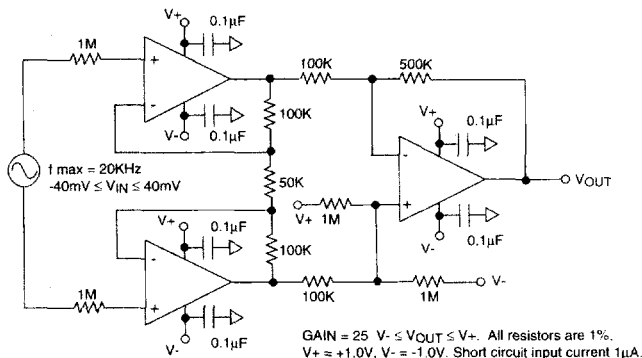 V+
0.1µF
1M
+
-
0.1µF
V-
100K
100K
500K
V+
0.1µF
f max = 20KHz
-40mV ≤ VIN ≤ 40mV
50K
-
+
VOUT
V+
1M
V+
0.1µF
V-
0.1µF
-
+
100K
1M
100K
1M
V-
0.1µF
V-
GAIN = 25 V- ≤ VOUT ≤ V+. All resistors are 1%.
V+ = +1.0V, V- = -1.0V. Short circuit input current 1µA.